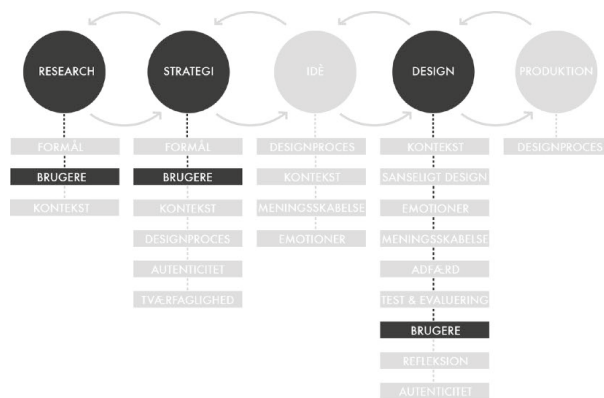 RESEARCH
STRATEGI
IDÉ
DESIGN
PRODUKTION
FORMÅL
BRUGERE
KONTEKST
FORMÅL
BRUGERE
KONTEKST
DESIGNPROCES
AUTENTICITET
TVÆRFAGLIGHED
DESIGNPROCES
KONTEKST
MENINGSSKABELSE
EMOTIONER
KONTEKST
SANSELIGT DESIGN
EMOTIONER
MENINGSSKABELSE
ADFÆRD
TEST & EVALUERING
BRUGERE
REFLEKSION
AUTENTICITET
DESIGNPROCES